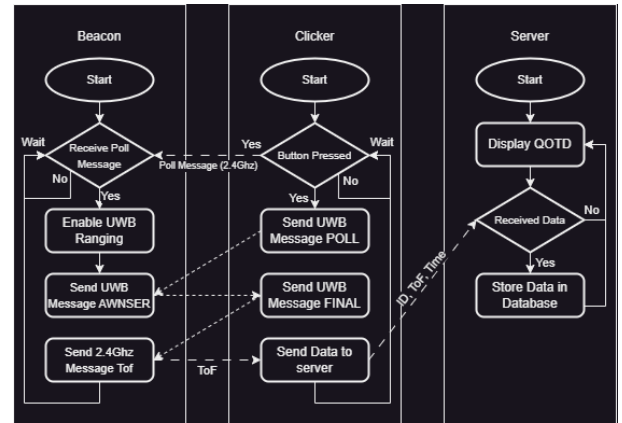 Beacon
Clicker
Server
Start
Start
Start
Wait
Receive Poll
Message
No
Yes
Yes
Poll Message (2.4Ghz)
Button Pressed
Wait
No
Yes
Display QOTD
Enable UWB
Ranging
Send UWB
Message POLL
Received Data
No
Yes
Send UWB
Message AWNSER
Send UWB
Message FINAL
ID_ToF_Time
Store Data in
Database
Send 2.4Ghz
Message Tof
ToF
Send Data to
server